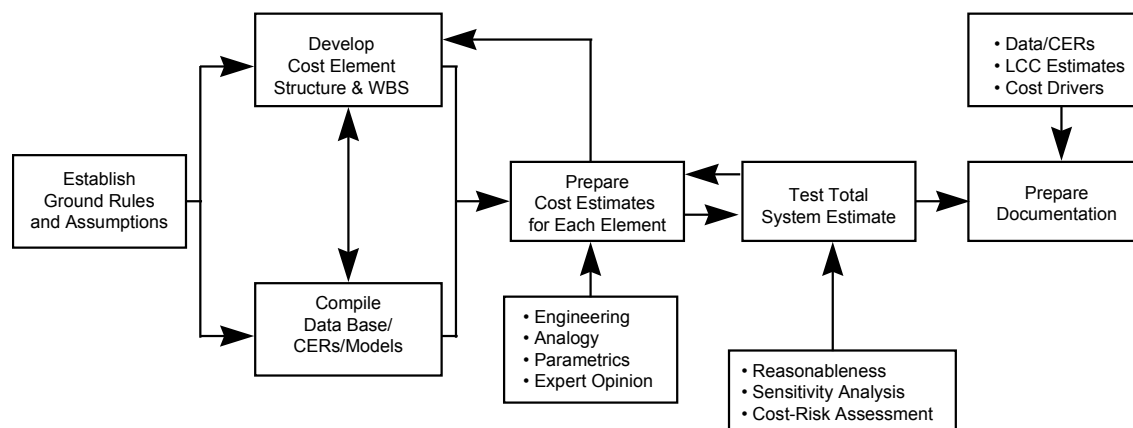 Establish
Ground Rules
and Assumptions
Develop
Cost Element
Structure & WBS
Compile
Data Base/
CERs/Models
Prepare
Cost Estimates
for Each Element
• Engineering
• Analogy
• Parametrics
• Expert Opinion
Test Total
System Estimate
• Reasonableness
• Sensitivity Analysis
• Cost-Risk Assessment
• Data/CERs
• LCC Estimates
• Cost Drivers
Prepare
Documentation